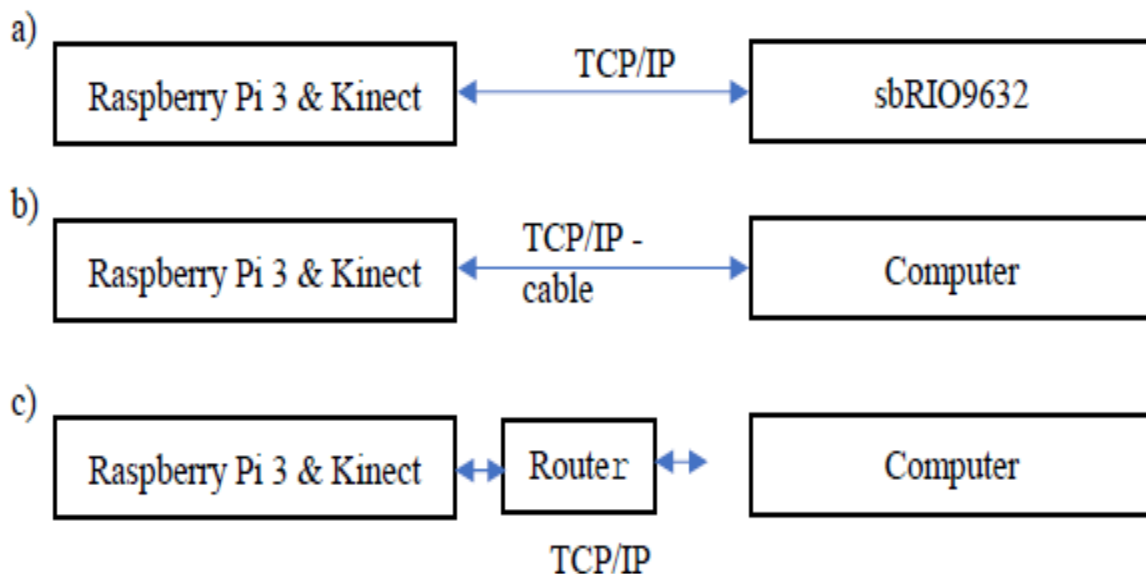 a)
Raspberry Pi 3 & Kinect
TCP/IP
sbRIO9632
b)
Raspberry Pi 3 & Kinect
TCP/IP -
cable
Computer
c)
Raspberry Pi 3 & Kinect
Router
Computer
TCP/IP